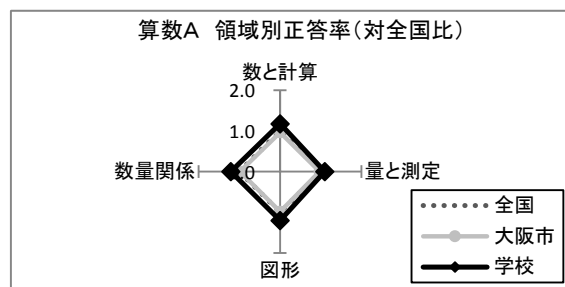 算数A 領域別正答率(対全国比)
数と計算
2.0
1.0
数量関係
.0
量と測定
図形
全国
大阪市
学校